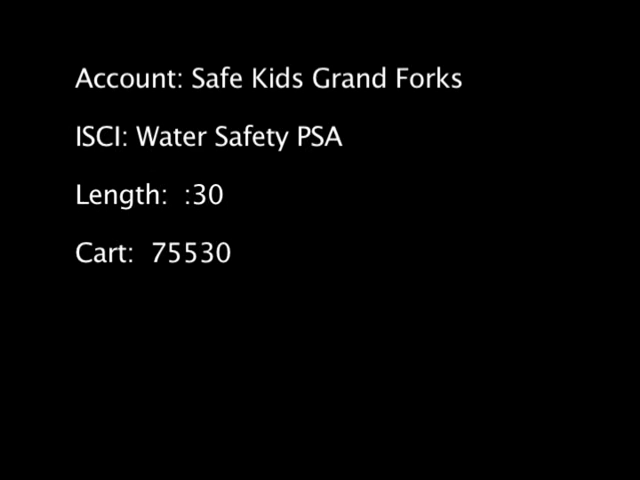 Account: Safe Kids Grand Forks
ISCI: Water Safety PSA
Length:  :30
Cart:  75530